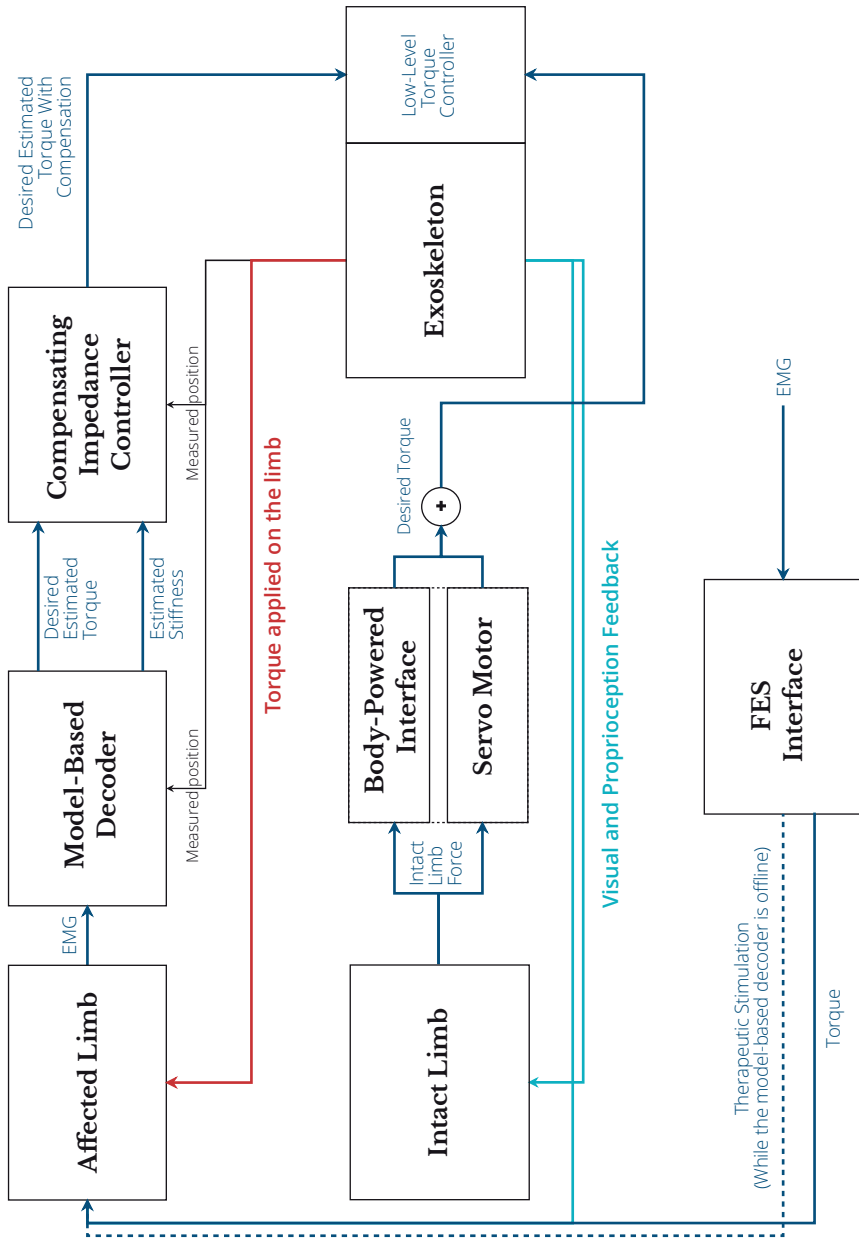 Affected Limb
EMG
Model-Based
Decoder
Desired
Estimated
Torque
Estimated
Stiffness
Compensating
Impedance
Controller
Desired Estimated
Torque With
Compensation
Measured position
Measured position
Torque applied on the limb
Intact Limb
Intact
Limb
Force
Body-Powered
Interface
Servo Motor
Desired Torque
+
Exoskeleton
Low-Level
Torque
Controller
Visual and Proprioception Feedback
Therapeutic Stimulation
(While the model-based decoder is offline)
Torque
FES
Interface
EMG